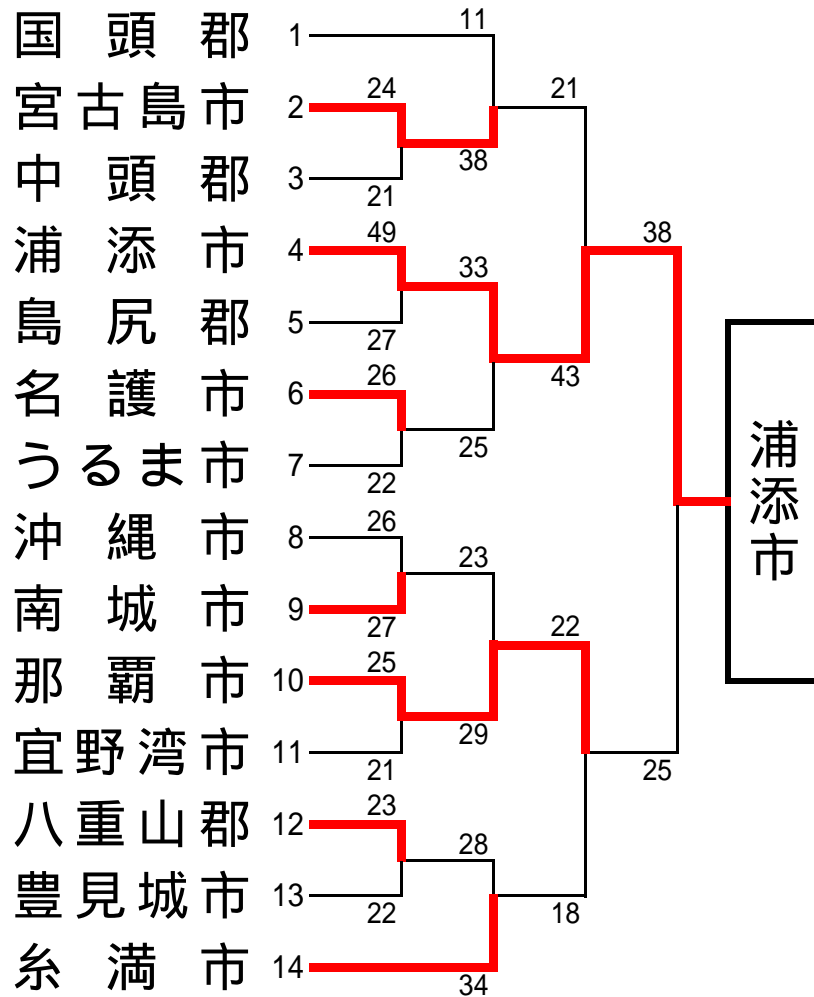 国頭郡 1 11
宮古島市 2 24 21
38
中頭郡 3 21
浦添市 4 49 38
33
島尻郡 5 27
43
名護市 6 26
25
うるま市 7 22
浦添市
沖縄市 8 26
23
南城市 9 27
22
那覇市 10 25
29
宜野湾市 11 21 25
八重山郡 12 23
28
豊見城市 13 22 18
糸満市 14 34